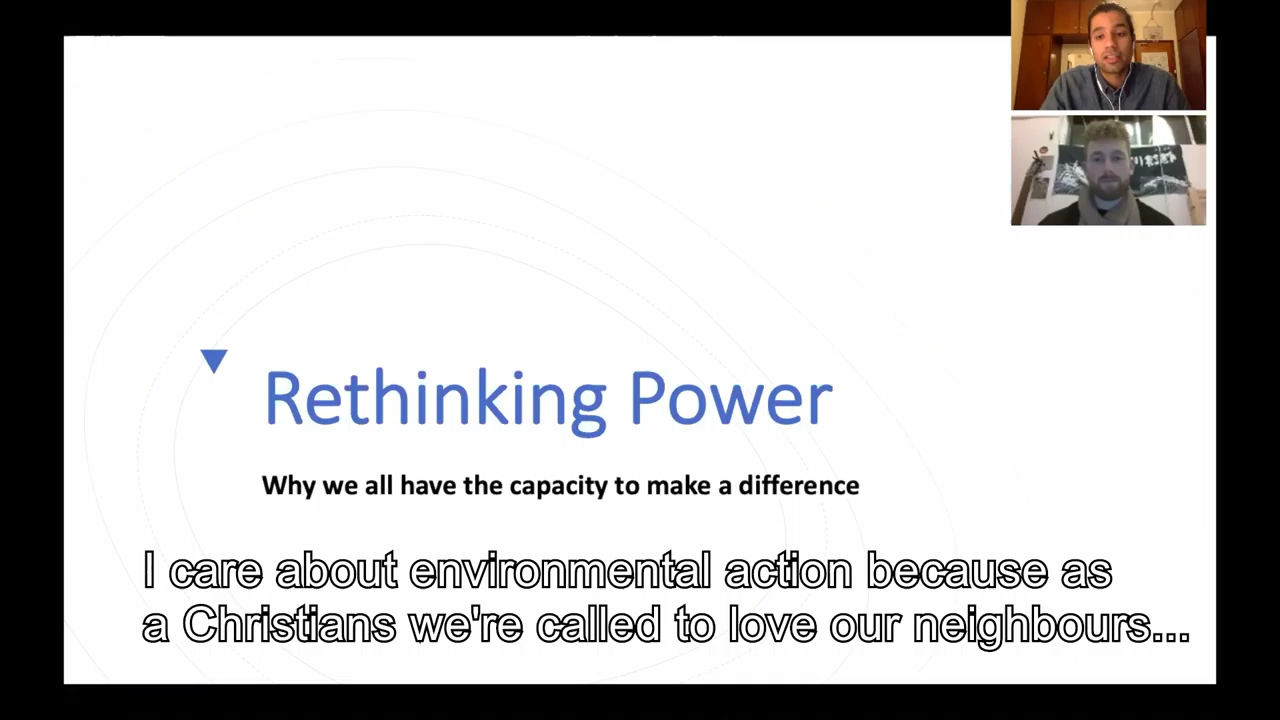 Rethinking Power
Why we all have the capacity to make a difference
I care about environmental action because as
a Christians we're called to love our neighbours...